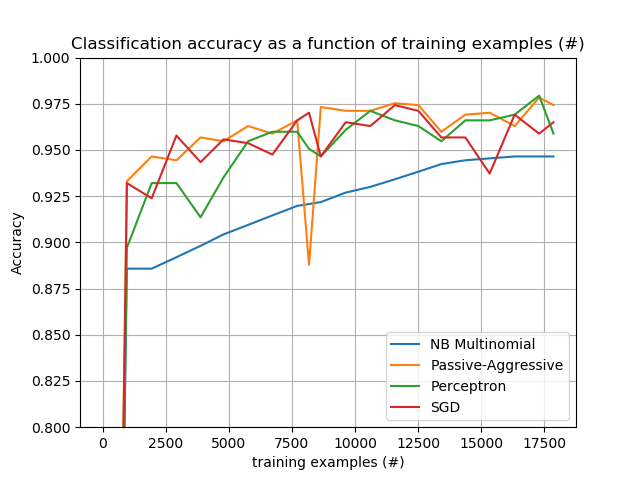 Classification accuracy as a function of training examples (#)
1.000
0.975
0.950
0.925
0.900
0.875
0.850
0.825
0.800
Accuracy
NB Multinomial
Passive-Aggressive
Perceptron
SGD
0 2500 5000 7500 10000 12500 15000 17500
training examples (#)